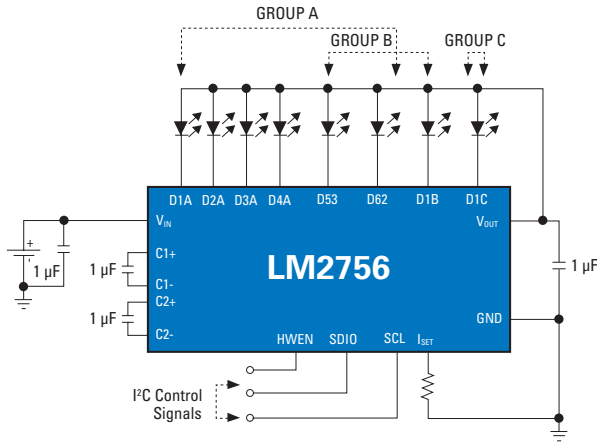 GROUP A
GROUP B
GROUP C
D1A D2A D3A D4A D53 D62 D1B D1C
VIN
VOUT
+
-
1 µF
C1+
1 µF
C1-
C2+
1 µF
C2-
LM2756
1 µF
GND
HWEN SDIO SCL ISET
I²C Control
Signals